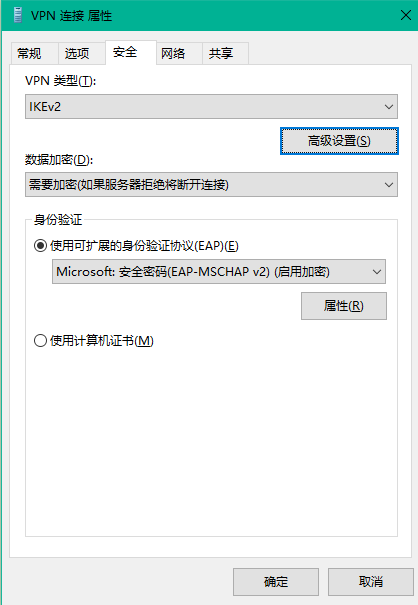 VPN 连接 属性
常规 选项 安全 网络 共享
VPN 类型(T):
IKEv2
高级设置(S)
数据加密(D):
需要加密(如果服务器拒绝将断开连接)
身份验证
使用可扩展的身份验证协议(EAP)(E)
Microsoft: 安全密码(EAP-MSCHAP v2) (启用加密)
属性(R)
使用计算机证书(M)
确定 取消